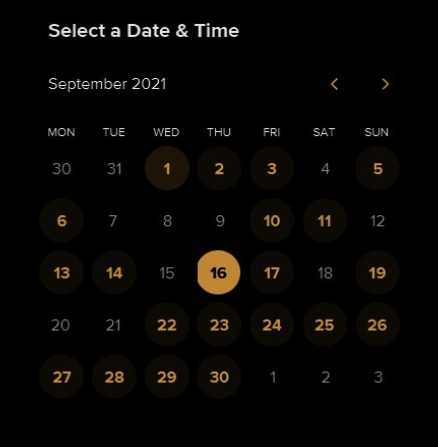 Select a Date & Time
September 2021
MON TUE WED THU FRI SAT SUN
30 31 1 2 3 4 5
6 7 8 9 10 11 12
13 14 15 16 17 18 19
20 21 22 23 24 25 26
27 28 29 30 1 2 3